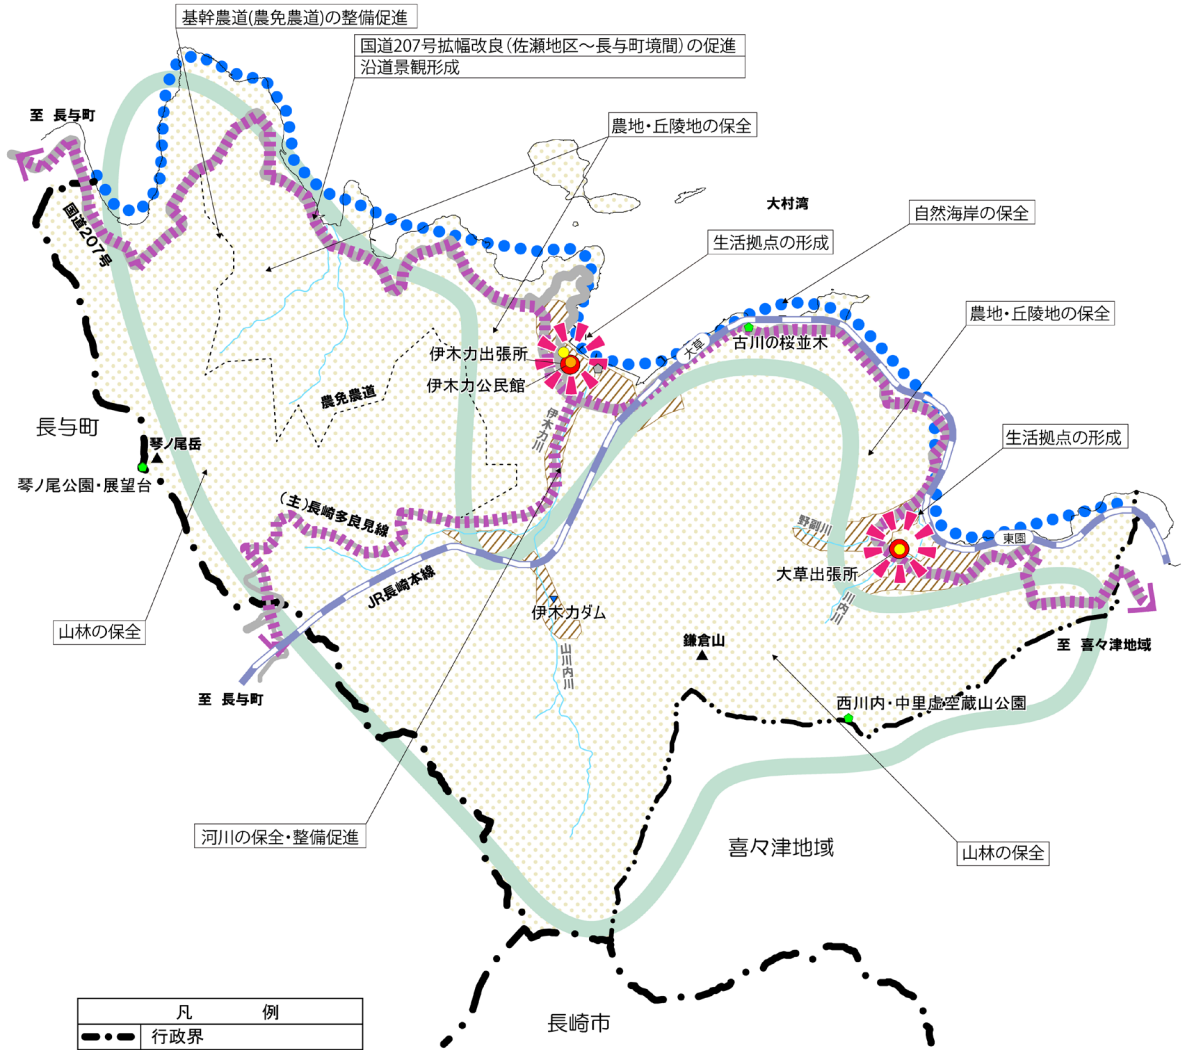 基幹農道(農免農道)の整備促進
国道207号拡幅改良(佐瀬地区～長与町境間)の促進
沿道景観形成
至 長与町
農地・丘陵地の保全
大村湾
自然海岸の保全
生活拠点の形成
国道207号
農地・丘陵地の保全
古川の桜並木
大草
伊木力出張所
伊木力公民館
農免農道
伊木力川
長与町
琴ノ尾岳
琴ノ尾公園・展望台
生活拠点の形成
(主)長崎多良見線
野副川
東園
JR長崎本線
大草出張所
川内川
伊木力ダム
山林の保全
山川内川
鎌倉山
至 喜々津地域
至 長与町
西川内・中里虚空蔵山公園
河川の保全・整備促進
喜々津地域
山林の保全
凡 例
行政界
長崎市